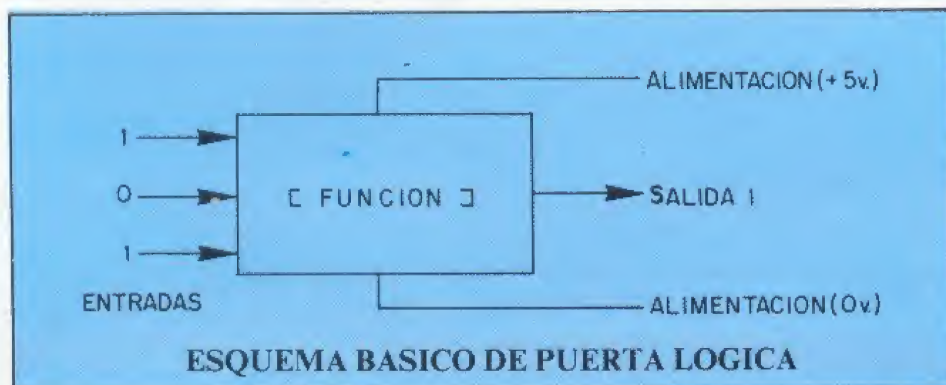 ALIMENTACION (+ 5v.)
1
0
[ FUNCION ]
SALIDA 1
1
ENTRADAS
ALIMENTACION (0v.)
ESQUEMA BASICO DE PUERTA LOGICA